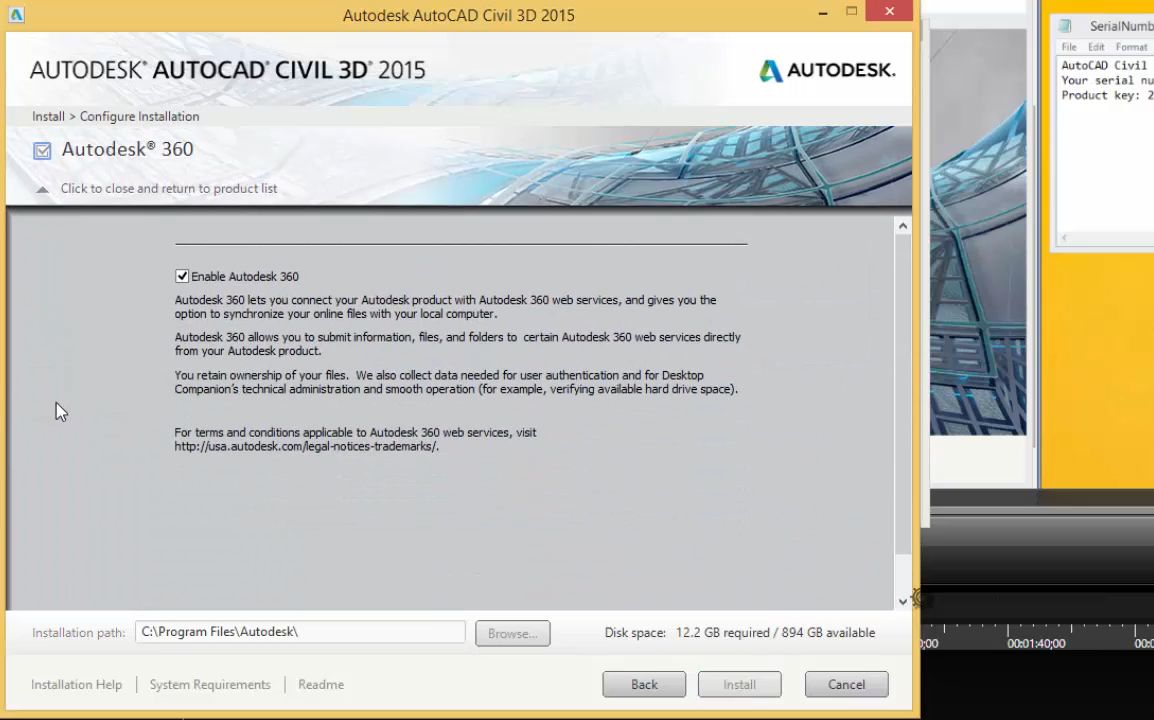 Autodesk AutoCAD Civil 3D 2015
AUTODESK® AUTOCAD® CIVIL 3D® 2015
AUTODESK.
Install > Configure Installation
Autodesk® 360
Click to close and return to product list
Enable Autodesk 360
Autodesk 360 lets you connect your Autodesk product with Autodesk 360 web services, and gives you the
option to synchronize your online files with your local computer.
Autodesk 360 allows you to submit information, files, and folders to certain Autodesk 360 web services directly
from your Autodesk product.
You retain ownership of your files. We also collect data needed for user authentication and for Desktop
Companion's technical administration and smooth operation (for example, verifying available hard drive space).
For terms and conditions applicable to Autodesk 360 web services, visit
http://usa.autodesk.com/legal-notices-trademarks/.
Installation path: C:\Program Files\Autodesk\ Browse... Disk space: 12.2 GB required / 894 GB available
Installation Help System Requirements Readme Back Install Cancel
SerialNumb
File Edit Format
AutoCAD Civil
Your serial nu
Product key: 2
;00 00:01:40;00 00:0